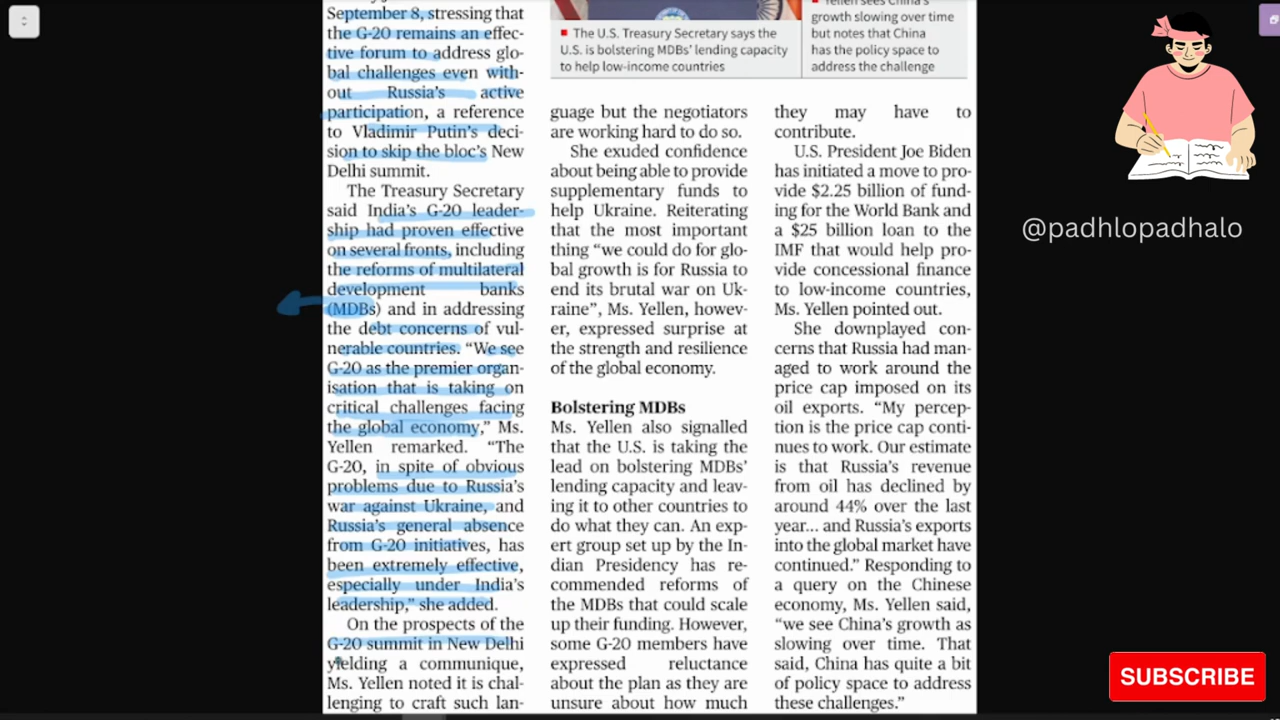 September 8, stressing that
the G-20 remains an effec-
tive forum to address glo-
bal challenges even with-
out Russia's active
participation, a reference
to Vladimir Putin's deci-
sion to skip the bloc's New
Delhi summit.
The Treasury Secretary
said India's G-20 leader-
ship had proven effective
on several fronts, including
the reforms of multilateral
development banks
(MDBs) and in addressing
the debt concerns of vul-
nerable countries. “We see
G-20 as the premier organ-
isation that is taking on
critical challenges facing
the global economy,” Ms.
Yellen remarked. “The
G-20, in spite of obvious
problems due to Russia's
war against Ukraine, and
Russia's general absence
from G-20 initiatives, has
been extremely effective,
especially under India's
leadership,” she added.
On the prospects of the
G-20 summit in New Delhi
yielding a communique,
Ms. Yellen noted it is chal-
lenging to craft such lan-
The U.S. Treasury Secretary says the
U.S. is bolstering MDBs' lending capacity
to help low-income countries
Yellen sees China's
growth slowing over time
but notes that China
has the policy space to
address the challenge
guage but the negotiators
are working hard to do so.
She exuded confidence
about being able to provide
supplementary funds to
help Ukraine. Reiterating
that the most important
thing “we could do for glo-
bal growth is for Russia to
end its brutal war on Uk-
raine”, Ms. Yellen, howev-
er, expressed surprise at
the strength and resilience
of the global economy.
Bolstering MDBs
Ms. Yellen also signalled
that the U.S. is taking the
lead on bolstering MDBs'
lending capacity and leav-
ing it to other countries to
do what they can. An exp-
ert group set up by the In-
dian Presidency has re-
commended reforms of
the MDBs that could scale
up their funding. However,
some G-20 members have
expressed reluctance
about the plan as they are
unsure about how much
they may have to
contribute.
U.S. President Joe Biden
has initiated a move to pro-
vide $2.25 billion of fund-
ing for the World Bank and
a $25 billion loan to the
IMF that would help pro-
vide concessional finance
to low-income countries,
Ms. Yellen pointed out.
She downplayed con-
cerns that Russia had man-
aged to work around the
price cap imposed on its
oil exports. “My percep-
tion is the price cap conti-
nues to work. Our estimate
is that Russia's revenue
from oil has declined by
around 44% over the last
year... and Russia's exports
into the global market have
continued.” Responding to
a query on the Chinese
economy, Ms. Yellen said,
“we see China's growth as
slowing over time. That
said, China has quite a bit
of policy space to address
these challenges.”
@padhlopadhalo
SUBSCRIBE